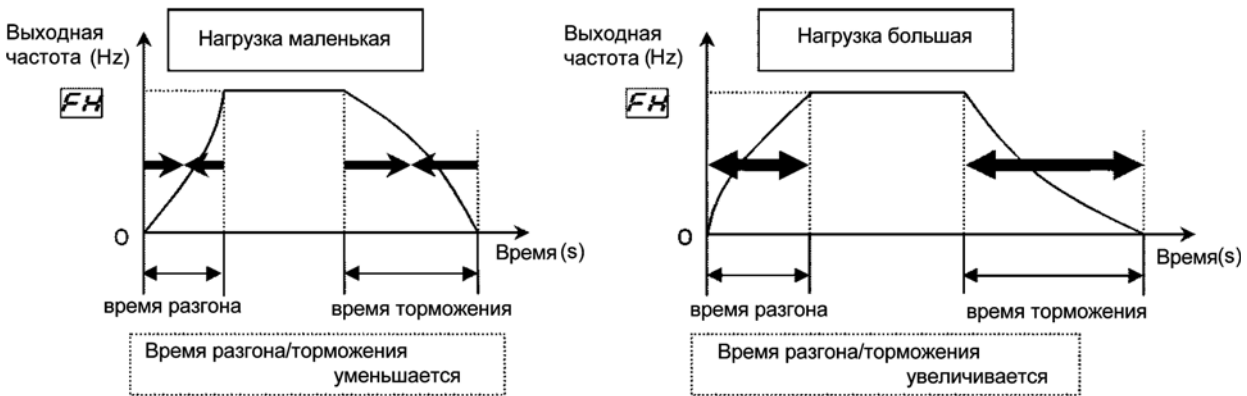 Выходная
частота (Hz)
Нагрузка маленькая
FH
0
Время (s)
время разгона
время торможения
Время разгона/торможения
уменьшается
Выходная
частота (Hz)
Нагрузка большая
FH
0
Время(s)
время разгона
время торможения
Время разгона/торможения
увеличивается